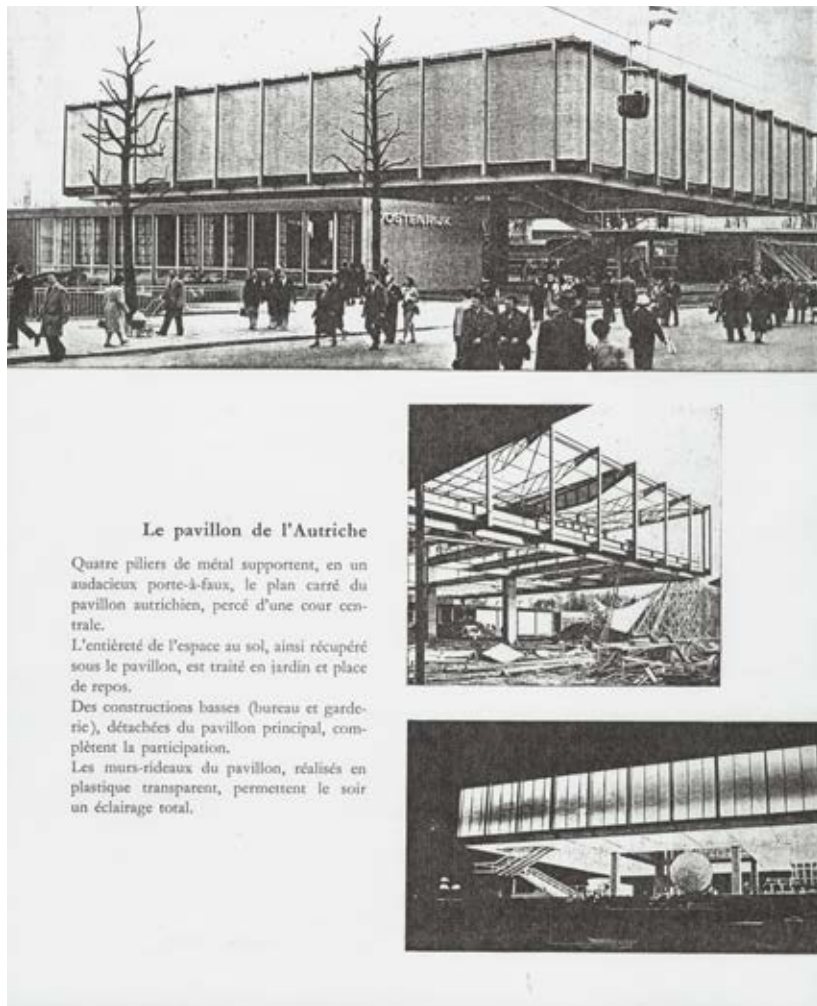 OOSTENRIJK
Le pavillon de l'Autriche
Quatre piliers de métal supportent, en un
audacieux porte-à-faux, le plan carré du
pavillon autrichien, percé d'une cour cen-
trale.
L'entièreté de l'espace au sol, ainsi récupéré
sous le pavillon, est traité en jardin et place
de repos.
Des constructions basses (bureau et garde-
rie), détachées du pavillon principal, com-
plètent la participation.
Les murs-rideaux du pavillon, réalisés en
plastique transparent, permettent le soir
un éclairage total.